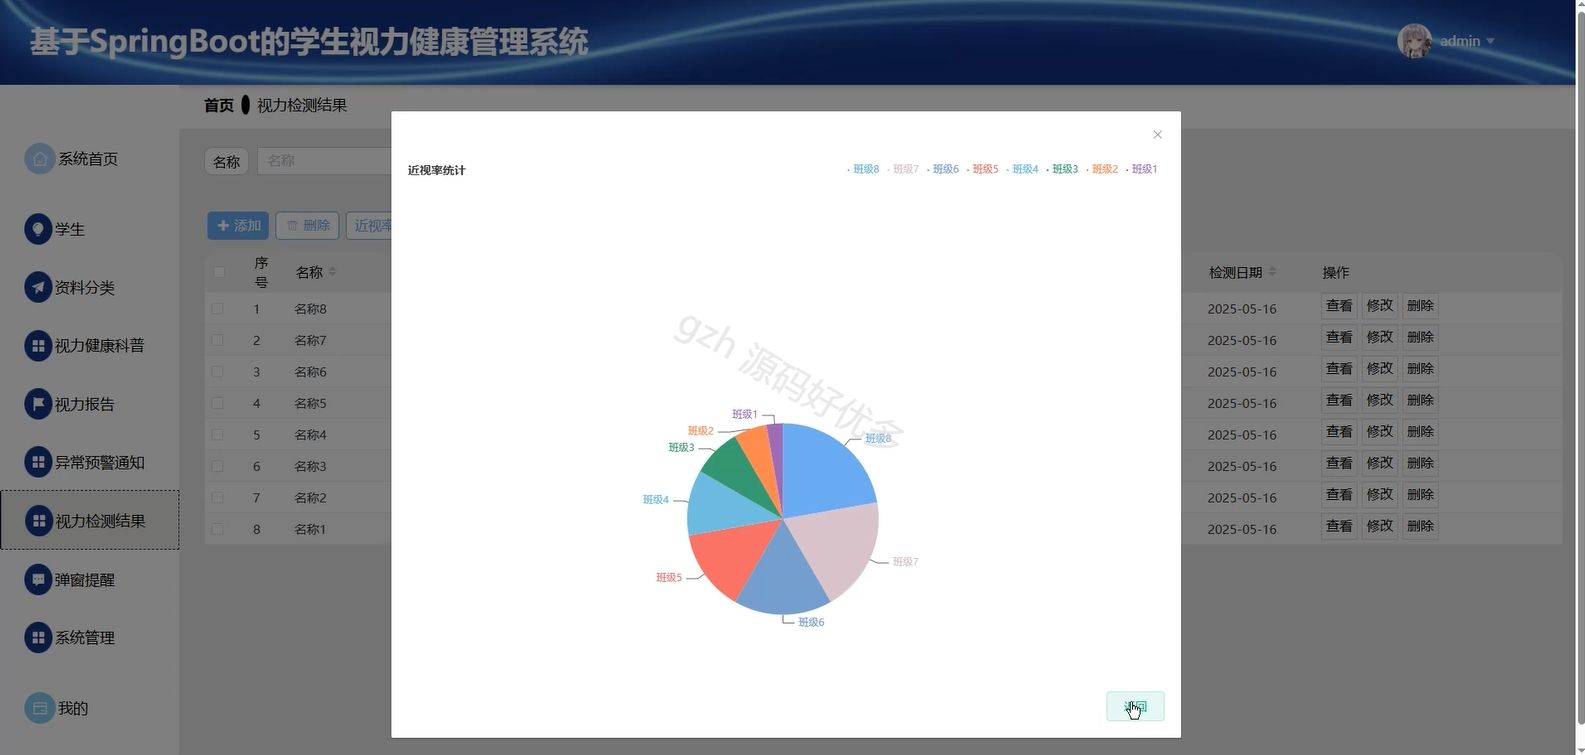 基于SpringBoot的学生视力健康管理系统
admin
首页 视力检测结果
系统首页
学生
资料分类
视力健康科普
视力报告
异常预警通知
视力检测结果
弹窗提醒
系统管理
我的
名称 名称
添加 删除 近视率
序号 名称
1 名称8
2 名称7
3 名称6
4 名称5
5 名称4
6 名称3
7 名称2
8 名称1
近视率统计
班级8 班级7 班级6 班级5 班级4 班级3 班级2 班级1
gzh 源码好优多
班级1
班级2
班级8
班级3
班级4
班级7
班级5
班级6
检测日期 操作
2025-05-16 查看 修改 删除
2025-05-16 查看 修改 删除
2025-05-16 查看 修改 删除
2025-05-16 查看 修改 删除
2025-05-16 查看 修改 删除
2025-05-16 查看 修改 删除
2025-05-16 查看 修改 删除
2025-05-16 查看 修改 删除